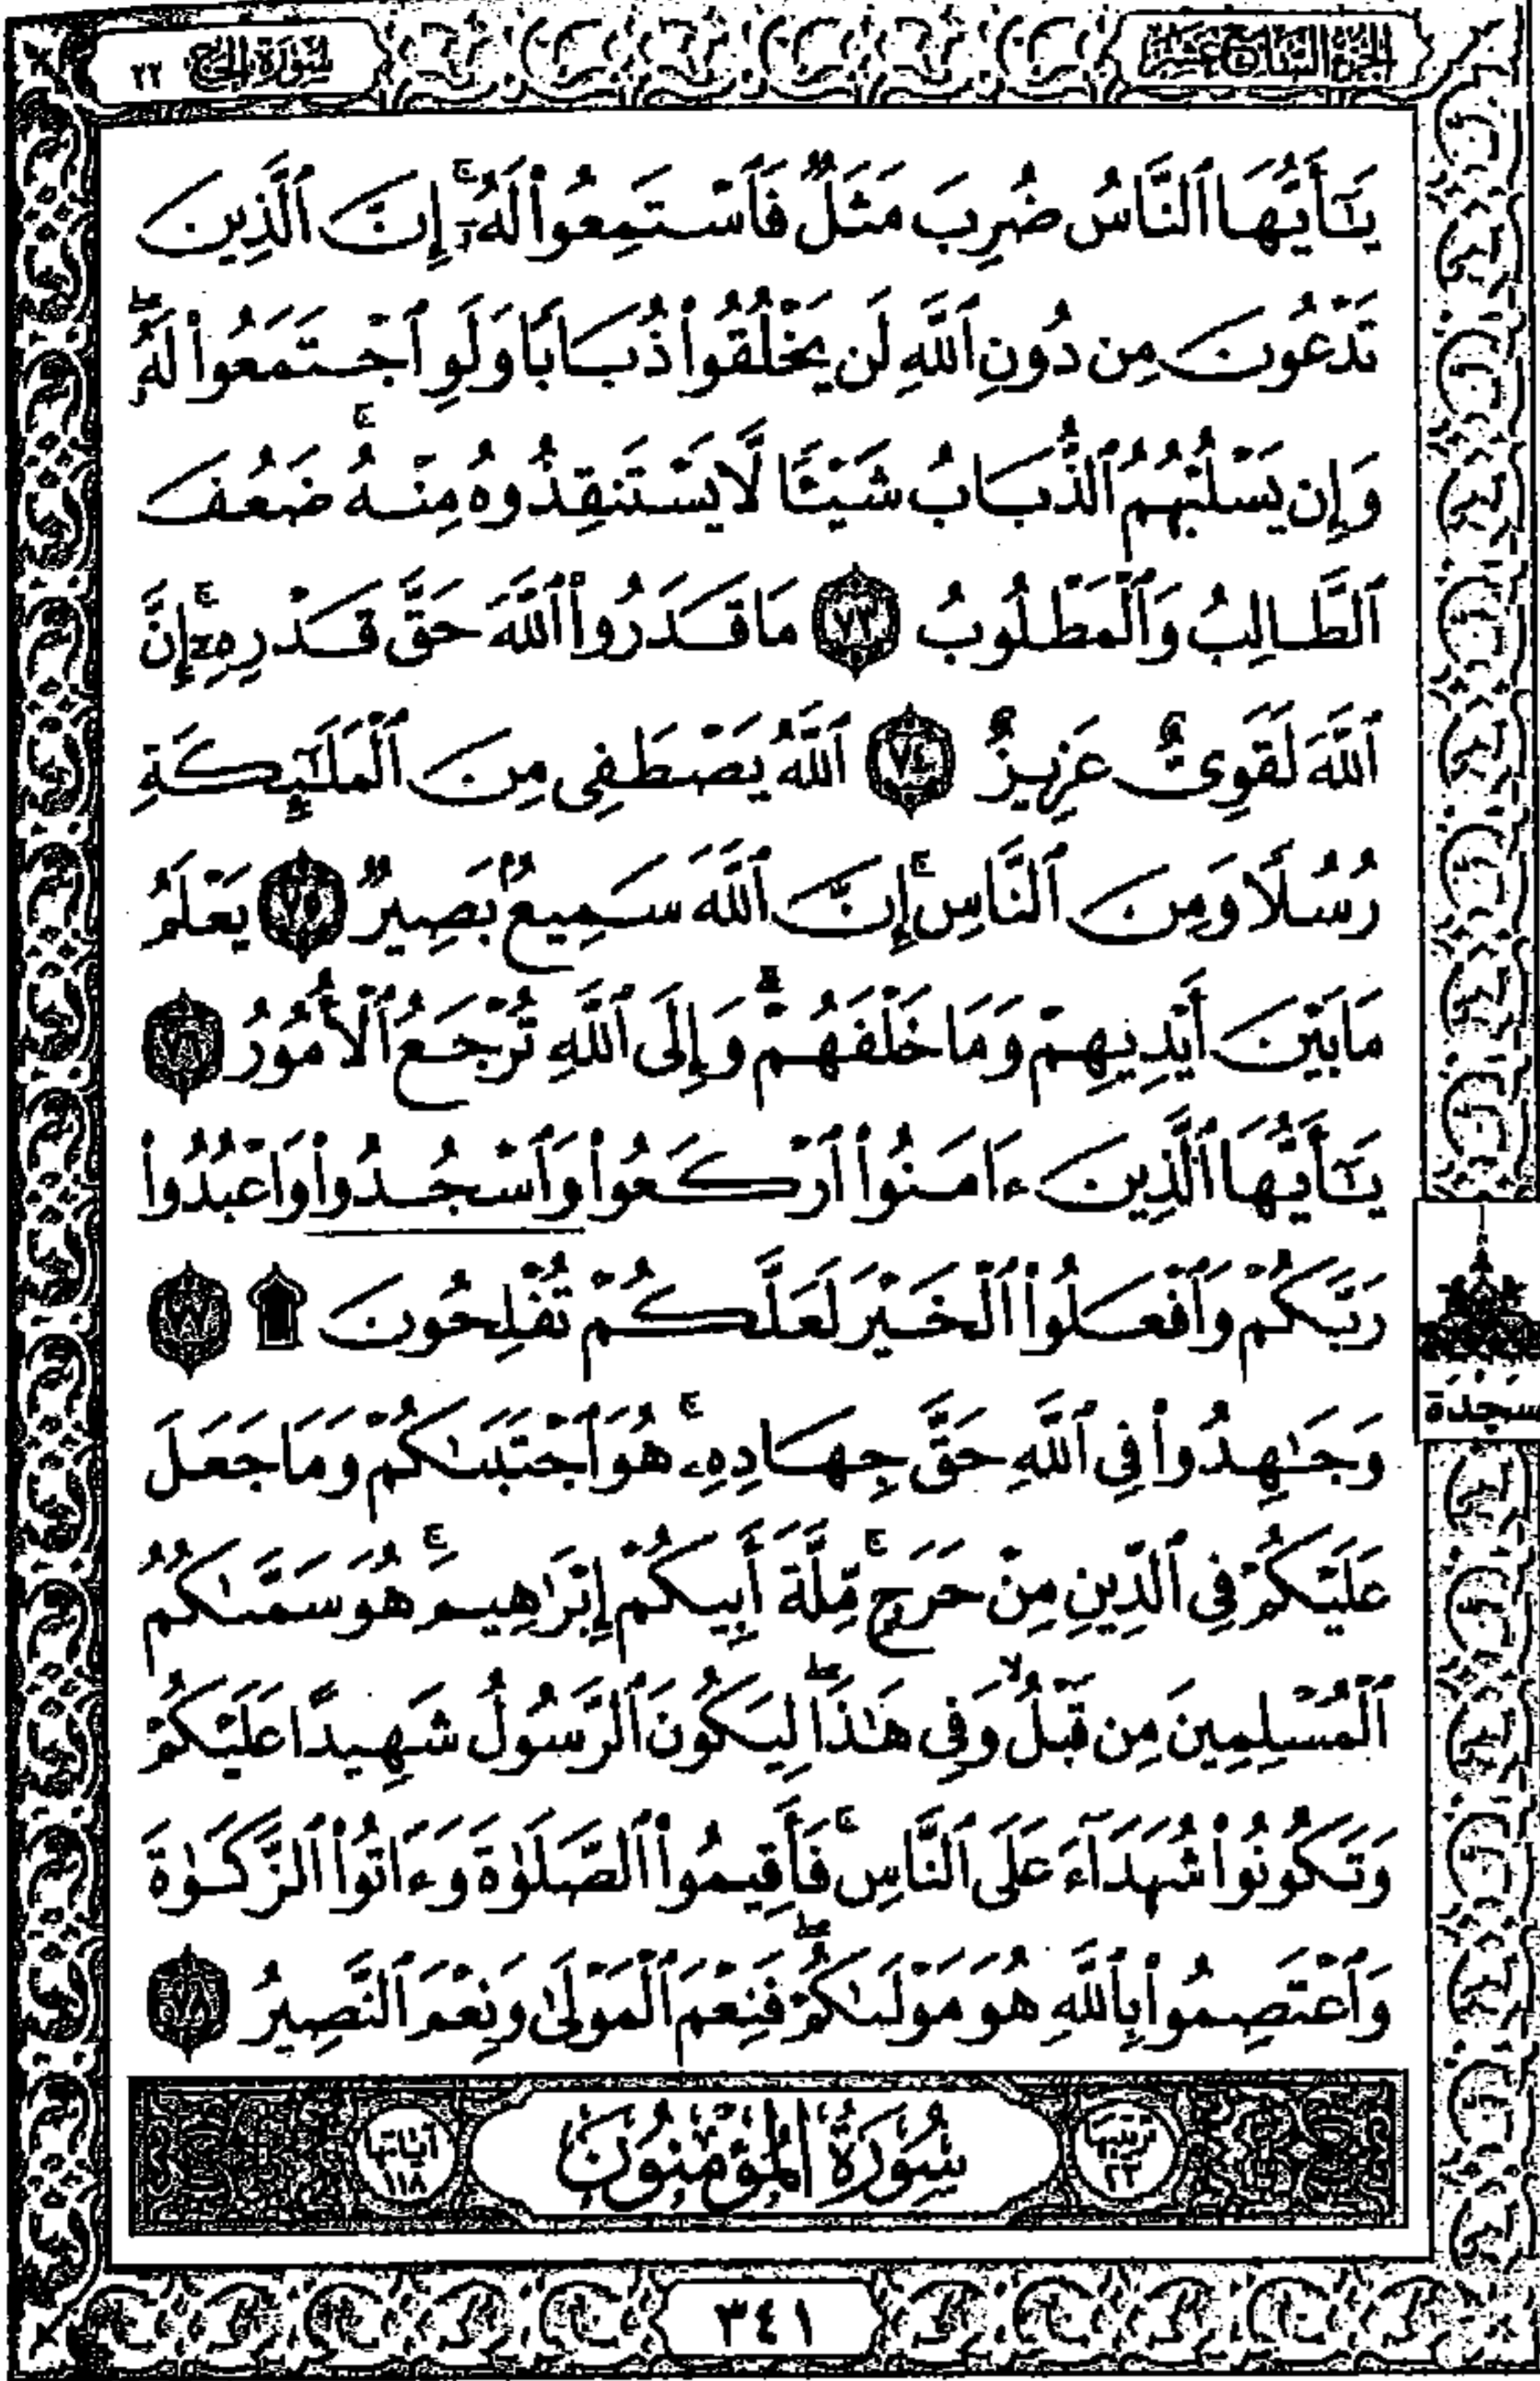 الجزء السابع عشر
سورة الحج ٢٢
يَٰٓأَيُّهَا ٱلنَّاسُ ضُرِبَ مَثَلٌ فَٱسْتَمِعُوا۟ لَهُۥٓ ۚ إِنَّ ٱلَّذِينَ
تَدْعُونَ مِن دُونِ ٱللَّهِ لَن يَخْلُقُوا۟ ذُبَابًا وَلَوِ ٱجْتَمَعُوا۟ لَهُۥ ۖ
وَإِن يَسْلُبْهُمُ ٱلذُّبَابُ شَيْـًٔا لَّا يَسْتَنقِذُوهُ مِنْهُ ۚ ضَعُفَ
ٱلطَّالِبُ وَٱلْمَطْلُوبُ ٧٣ مَا قَدَرُوا۟ ٱللَّهَ حَقَّ قَدْرِهِۦٓ ۚ إِنَّ
ٱللَّهَ لَقَوِىٌّ عَزِيزٌ ٧٤ ٱللَّهُ يَصْطَفِى مِنَ ٱلْمَلَٰٓئِكَةِ
رُسُلًا وَمِنَ ٱلنَّاسِ ۚ إِنَّ ٱللَّهَ سَمِيعٌۢ بَصِيرٌ ٧٥ يَعْلَمُ
مَا بَيْنَ أَيْدِيهِمْ وَمَا خَلْفَهُمْ ۗ وَإِلَى ٱللَّهِ تُرْجَعُ ٱلْأُمُورُ ٧٦
يَٰٓأَيُّهَا ٱلَّذِينَ ءَامَنُوا۟ ٱرْكَعُوا۟ وَٱسْجُدُوا۟ وَٱعْبُدُوا۟
رَبَّكُمْ وَٱفْعَلُوا۟ ٱلْخَيْرَ لَعَلَّكُمْ تُفْلِحُونَ ۩ ٧٧
سَجْدَة
وَجَٰهِدُوا۟ فِى ٱللَّهِ حَقَّ جِهَادِهِۦ ۚ هُوَ ٱجْتَبَىٰكُمْ وَمَا جَعَلَ
عَلَيْكُمْ فِى ٱلدِّينِ مِنْ حَرَجٍ ۚ مِّلَّةَ أَبِيكُمْ إِبْرَٰهِيمَ ۚ هُوَ سَمَّىٰكُمُ
ٱلْمُسْلِمِينَ مِن قَبْلُ ۙ وَفِى هَٰذَا ۖ لِيَكُونَ ٱلرَّسُولُ شَهِيدًا عَلَيْكُمْ
وَتَكُونُوا۟ شُهَدَآءَ عَلَى ٱلنَّاسِ ۚ فَأَقِيمُوا۟ ٱلصَّلَوٰةَ وَءَاتُوا۟ ٱلزَّكَوٰةَ
وَٱعْتَصِمُوا۟ بِٱللَّهِ هُوَ مَوْلَىٰكُمْ ۖ فَنِعْمَ ٱلْمَوْلَىٰ وَنِعْمَ ٱلنَّصِيرُ ٧٨
ترتيبها ٢٣ سُورَةُ المُؤْمِنُونَ آياتها ١١٨
٣٤١